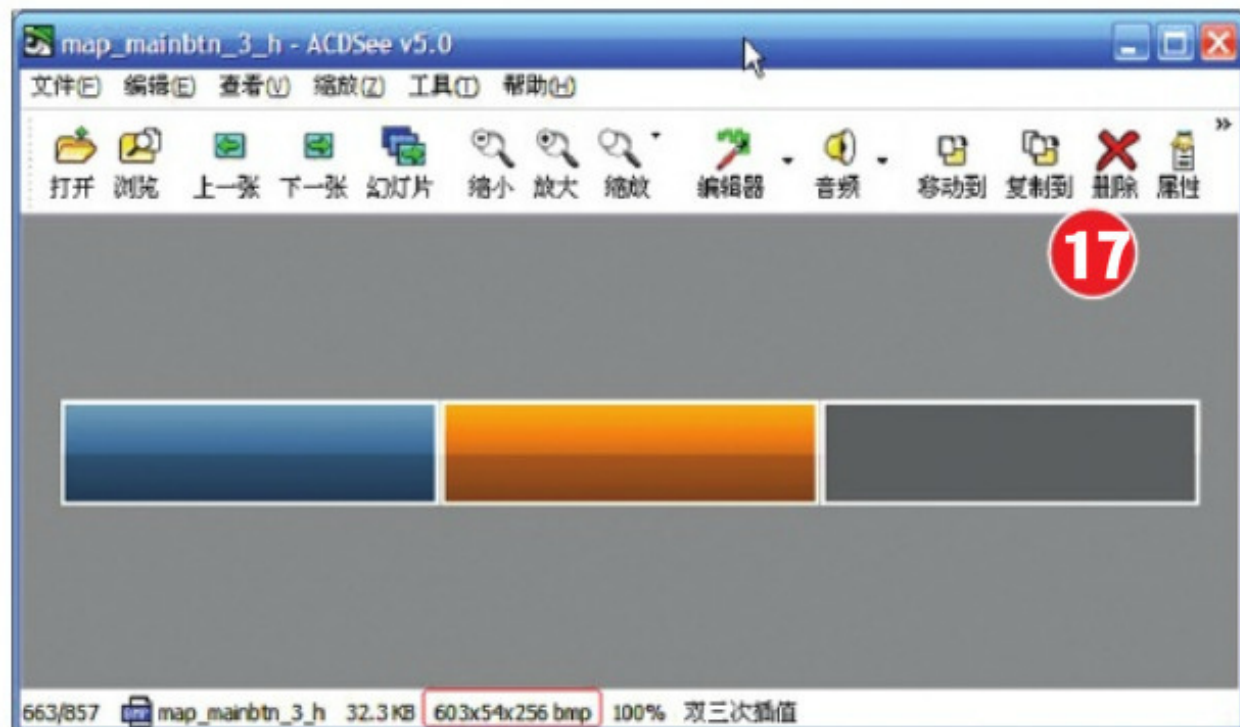 map_mainbtn_3_h - ACDSee v5.0
文件(F) 编辑(E) 查看(V) 缩放(Z) 工具(T) 帮助(H)
打开 浏览 上一张 下一张 幻灯片 缩小 放大 缩放 编辑器 音频 移动到 复制到 删除 属性
17
663/857 map_mainbtn_3_h 32.3 KB 603x54x256 bmp 100% 双三次插值